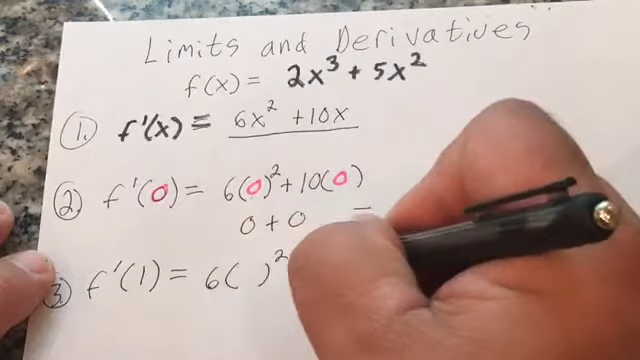 Limits and Derivatives
f(x) = 2x³ + 5x²
1. f'(x) = 6x² + 10x
2. f'(0) = 6(0)² + 10(0)
0 + 0
3. f'(1) = 6( )²